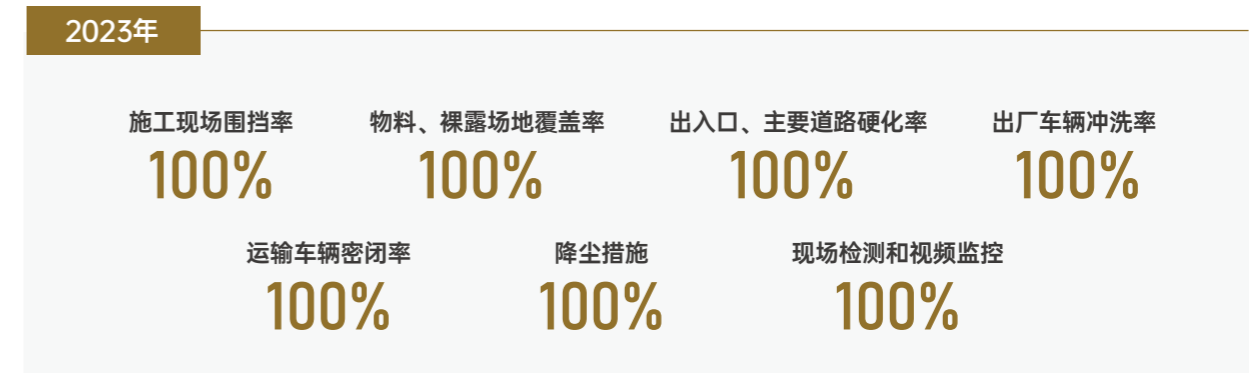 2023年
施工现场围挡率
100%
物料、裸露场地覆盖率
100%
出入口、主要道路硬化率
100%
出厂车辆冲洗率
100%
运输车辆密闭率
100%
降尘措施
100%
现场检测和视频监控
100%